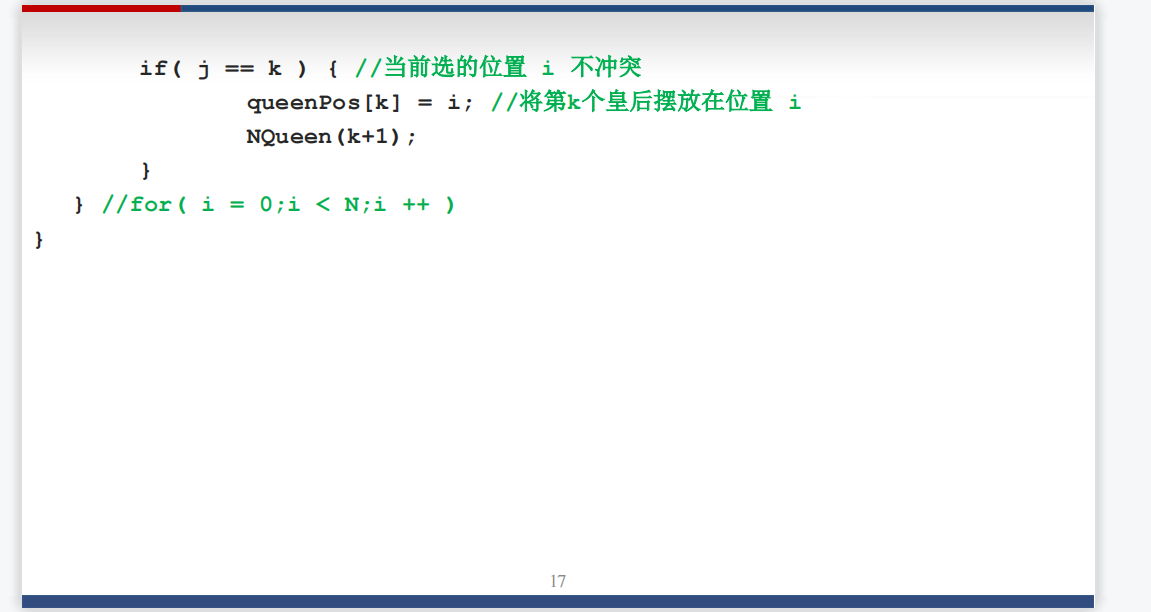 if( j == k ) { //当前选的位置 i 不冲突
queenPos[k] = i; //将第k个皇后摆放在位置 i
NQueen(k+1);
}
} //for( i = 0;i < N;i ++ )
}
17